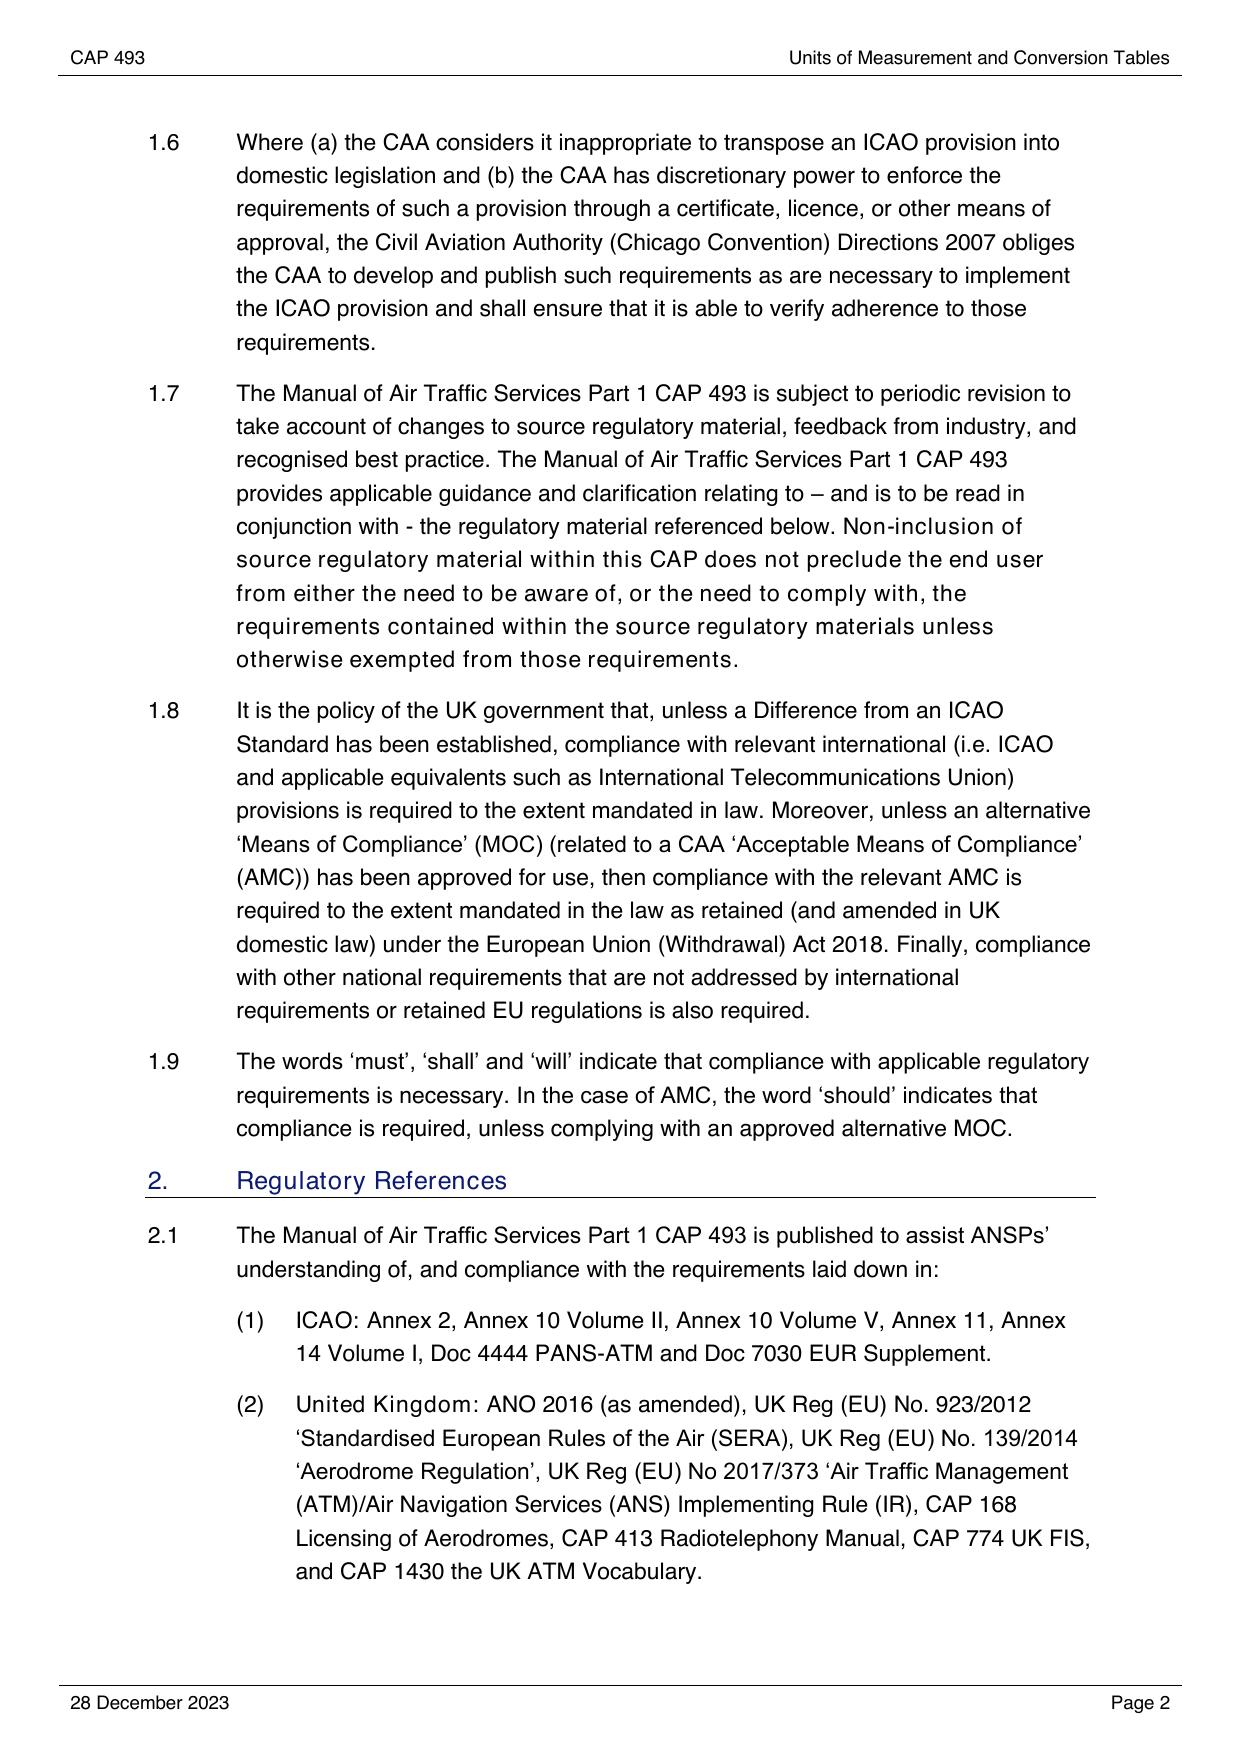 CAP 493 Units of Measurement and Conversion Tables
1.6 Where (a) the CAA considers it inappropriate to transpose an ICAO provision into
domestic legislation and (b) the CAA has discretionary power to enforce the
requirements of such a provision through a certificate, licence, or other means of
approval, the Civil Aviation Authority (Chicago Convention) Directions 2007 obliges
the CAA to develop and publish such requirements as are necessary to implement
the ICAO provision and shall ensure that it is able to verify adherence to those
requirements.
1.7 The Manual of Air Traffic Services Part 1 CAP 493 is subject to periodic revision to
take account of changes to source regulatory material, feedback from industry, and
recognised best practice. The Manual of Air Traffic Services Part 1 CAP 493
provides applicable guidance and clarification relating to – and is to be read in
conjunction with - the regulatory material referenced below. Non-inclusion of
source regulatory material within this CAP does not preclude the end user
from either the need to be aware of, or the need to comply with, the
requirements contained within the source regulatory materials unless
otherwise exempted from those requirements.
1.8 It is the policy of the UK government that, unless a Difference from an ICAO
Standard has been established, compliance with relevant international (i.e. ICAO
and applicable equivalents such as International Telecommunications Union)
provisions is required to the extent mandated in law. Moreover, unless an alternative
‘Means of Compliance’ (MOC) (related to a CAA ‘Acceptable Means of Compliance’
(AMC)) has been approved for use, then compliance with the relevant AMC is
required to the extent mandated in the law as retained (and amended in UK
domestic law) under the European Union (Withdrawal) Act 2018. Finally, compliance
with other national requirements that are not addressed by international
requirements or retained EU regulations is also required.
1.9 The words ‘must’, ‘shall’ and ‘will’ indicate that compliance with applicable regulatory
requirements is necessary. In the case of AMC, the word ‘should’ indicates that
compliance is required, unless complying with an approved alternative MOC.
2. Regulatory References
2.1 The Manual of Air Traffic Services Part 1 CAP 493 is published to assist ANSPs’
understanding of, and compliance with the requirements laid down in:
(1) ICAO: Annex 2, Annex 10 Volume II, Annex 10 Volume V, Annex 11, Annex
14 Volume I, Doc 4444 PANS-ATM and Doc 7030 EUR Supplement.
(2) United Kingdom: ANO 2016 (as amended), UK Reg (EU) No. 923/2012
‘Standardised European Rules of the Air (SERA), UK Reg (EU) No. 139/2014
‘Aerodrome Regulation’, UK Reg (EU) No 2017/373 ‘Air Traffic Management
(ATM)/Air Navigation Services (ANS) Implementing Rule (IR), CAP 168
Licensing of Aerodromes, CAP 413 Radiotelephony Manual, CAP 774 UK FIS,
and CAP 1430 the UK ATM Vocabulary.
28 December 2023 Page 2